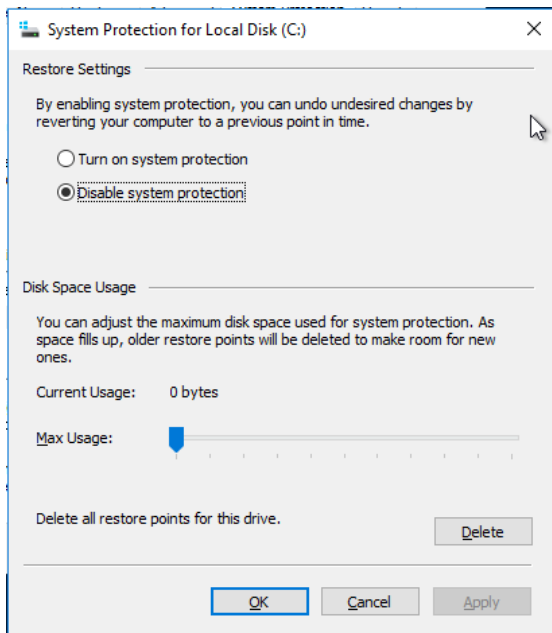 System Protection for Local Disk (C:)
Restore Settings
By enabling system protection, you can undo undesired changes by
reverting your computer to a previous point in time.
Turn on system protection
Disable system protection
Disk Space Usage
You can adjust the maximum disk space used for system protection. As
space fills up, older restore points will be deleted to make room for new
ones.
Current Usage: 0 bytes
Max Usage:
Delete all restore points for this drive.
Delete
OK Cancel Apply